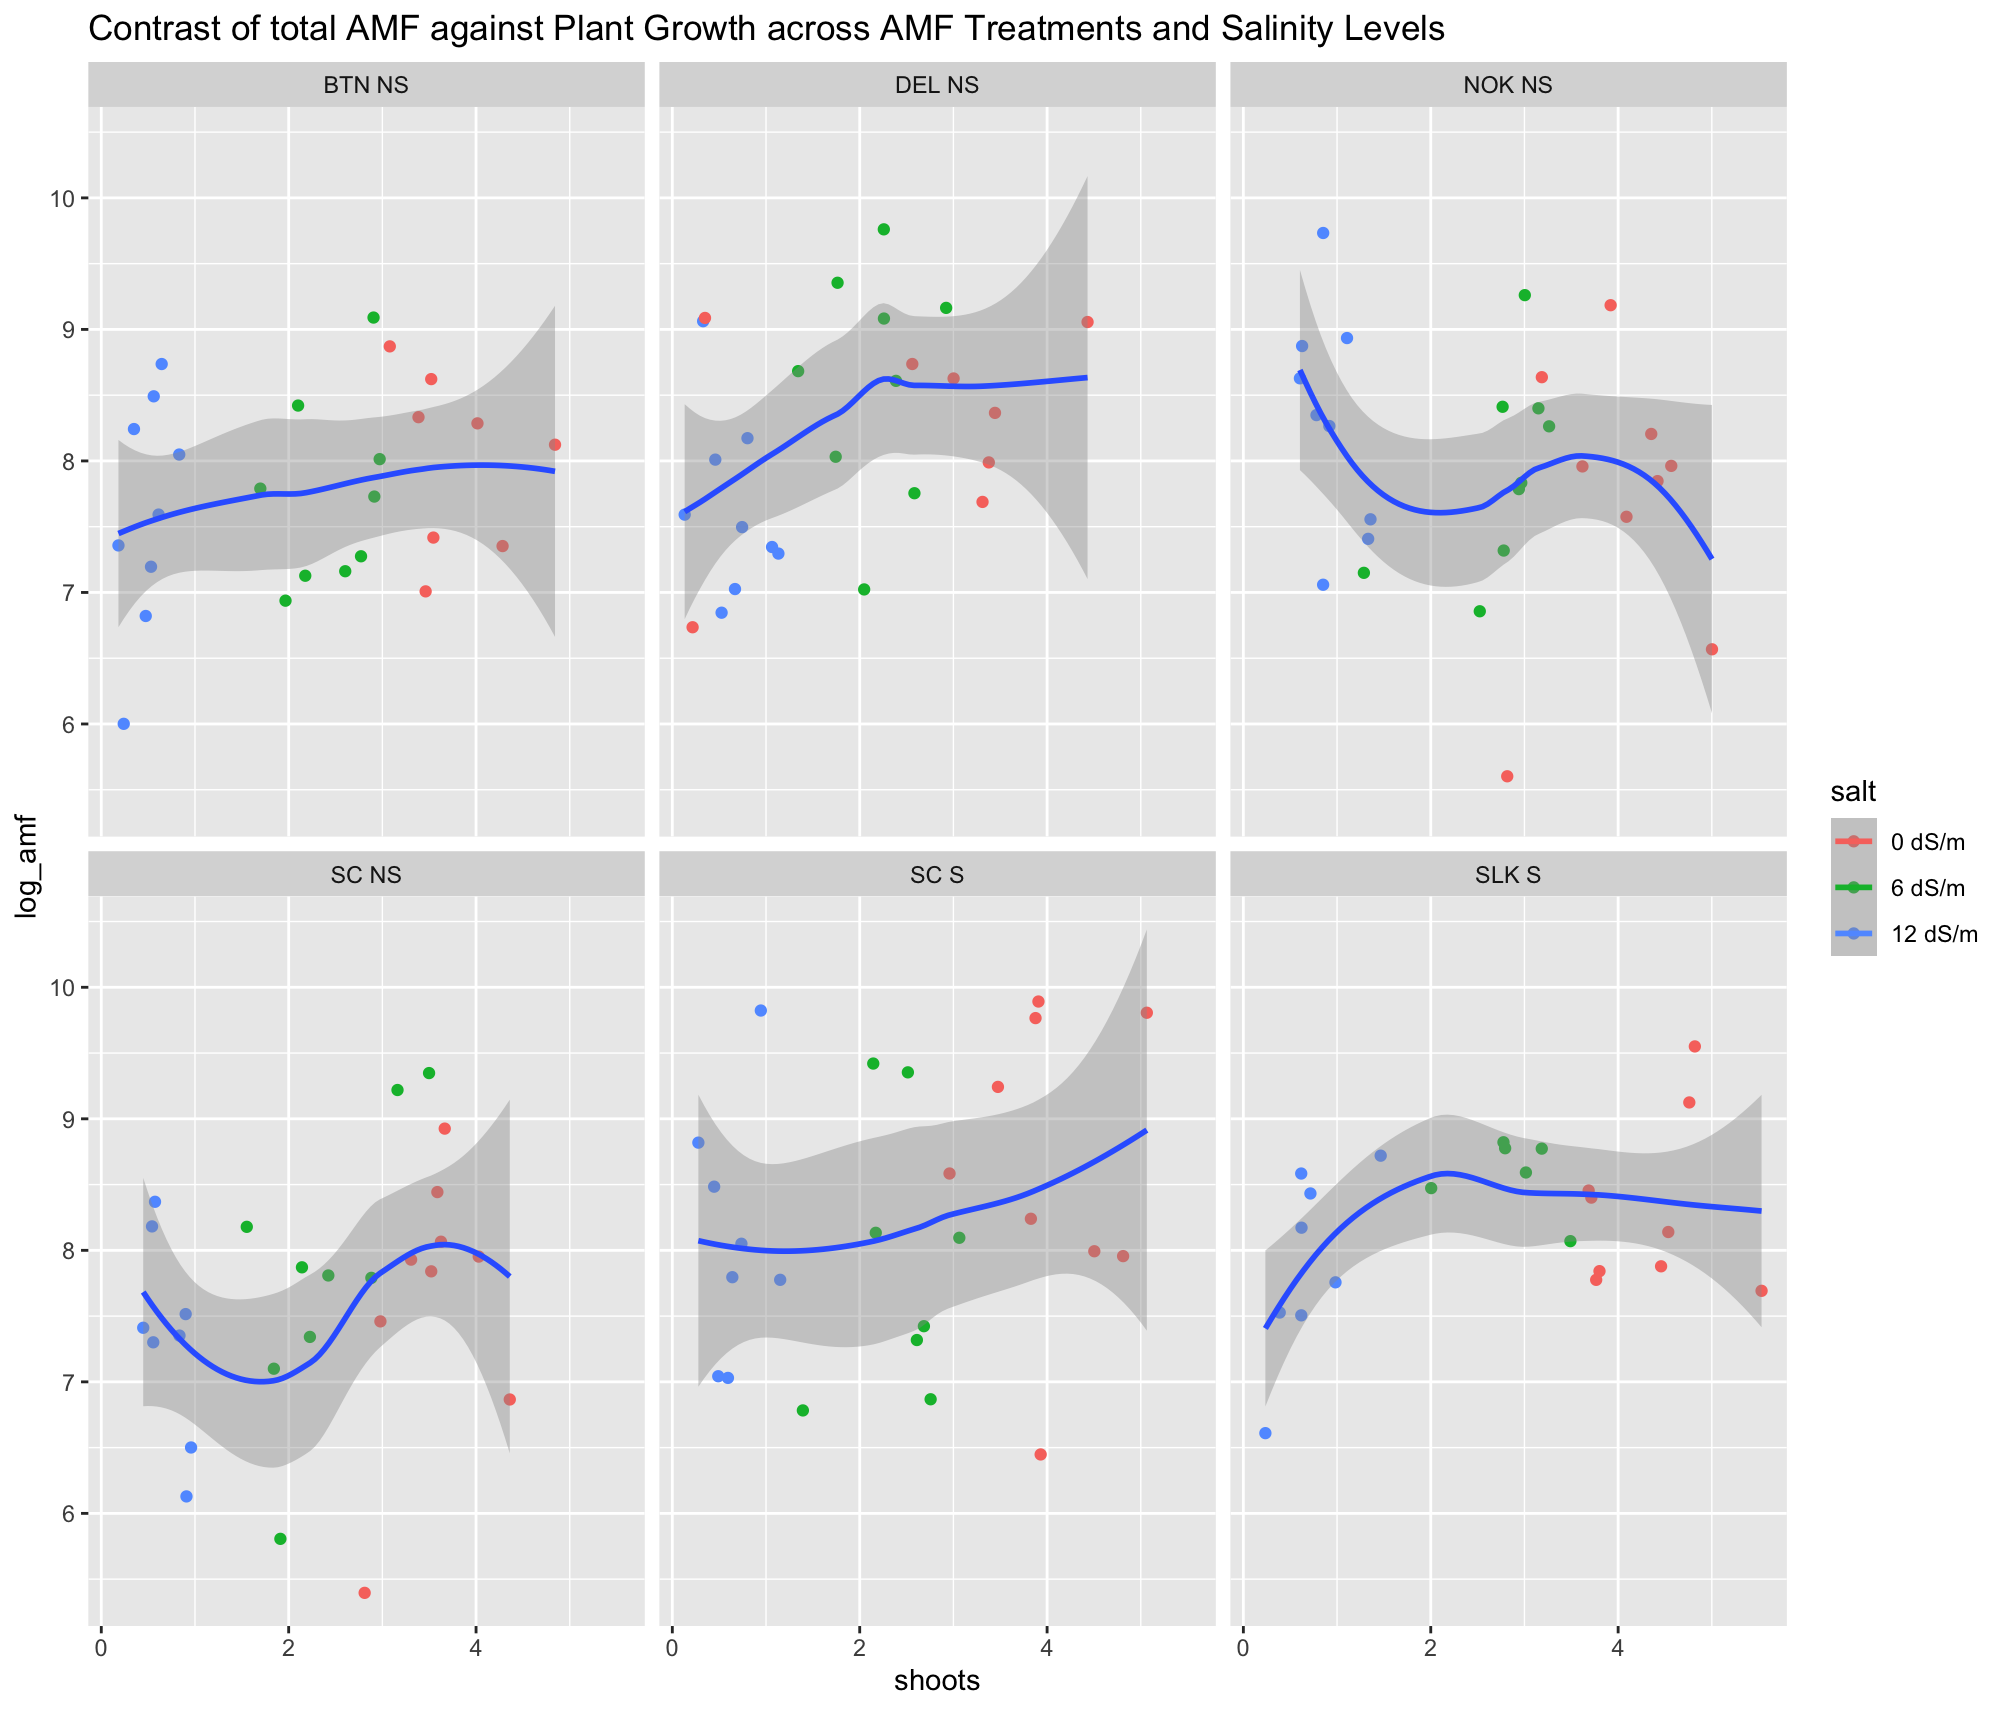 Contrast of total AMF against Plant Growth across AMF Treatments and Salinity Levels
BTN NS
DEL NS
NOK NS
10
9
8
7
6
SC NS
SC S
SLK S
10
9
8
7
6
0
2
4
0
2
4
0
2
4
shoots
log_amf
salt
0 dS/m
6 dS/m
12 dS/m